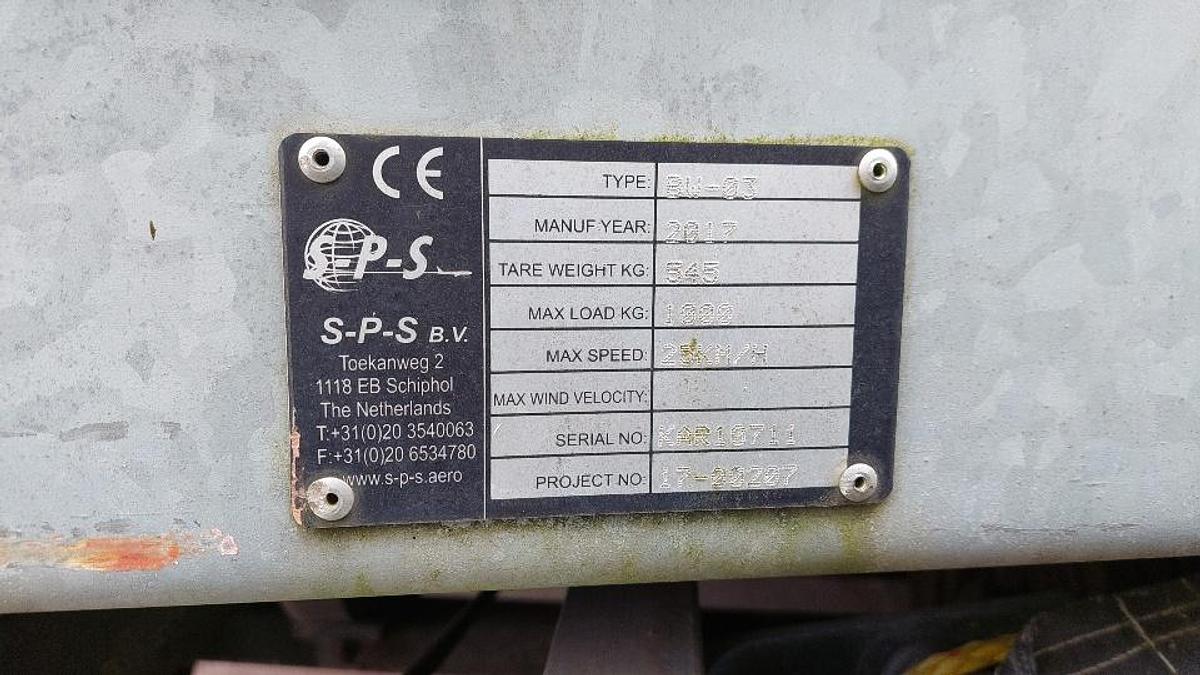 CE
S-P-S
S-P-S B.V.
Toekanweg 2
1118 EB Schiphol
The Netherlands
T:+31(0)20 3540063
F:+31(0)20 6534780
www.s-p-s.aero
TYPE: BW-03
MANUF YEAR: 2017
TARE WEIGHT KG: 545
MAX LOAD KG: 1000
MAX SPEED: 25KM/H
MAX WIND VELOCITY:
SERIAL NO: KAR16711
PROJECT NO: 17-00207